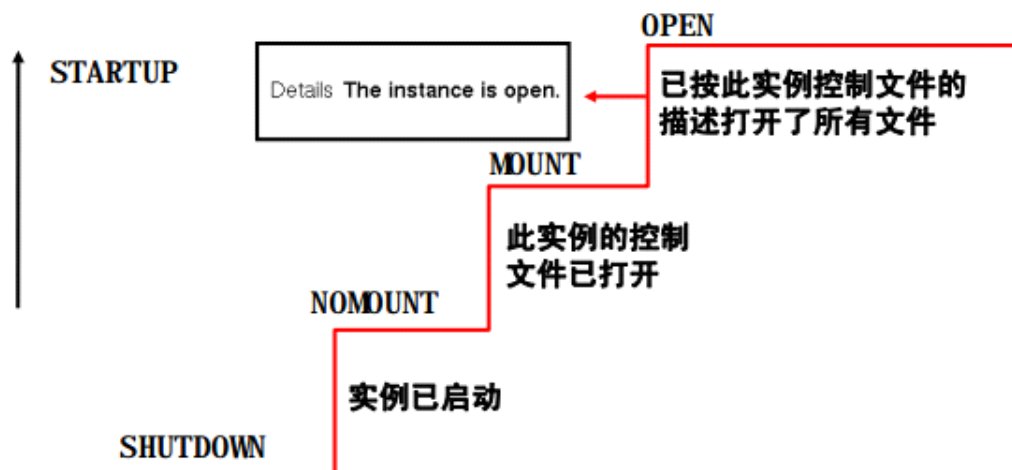 OPEN
STARTUP
Details The instance is open.
已按此实例控制文件的
描述打开了所有文件
MOUNT
此实例的控制
文件已打开
NOMOUNT
实例已启动
SHUTDOWN